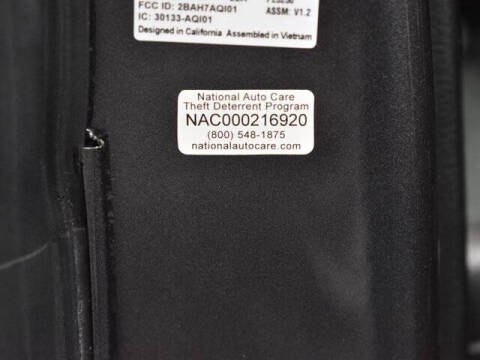 FCC ID: 2BAH7AQI01
IC: 30133-AQI01 ASSM: V1.2
Designed in California Assembled in Vietnam
National Auto Care
Theft Deterrent Program
NAC000216920
(800) 548-1875
nationalautocare.com